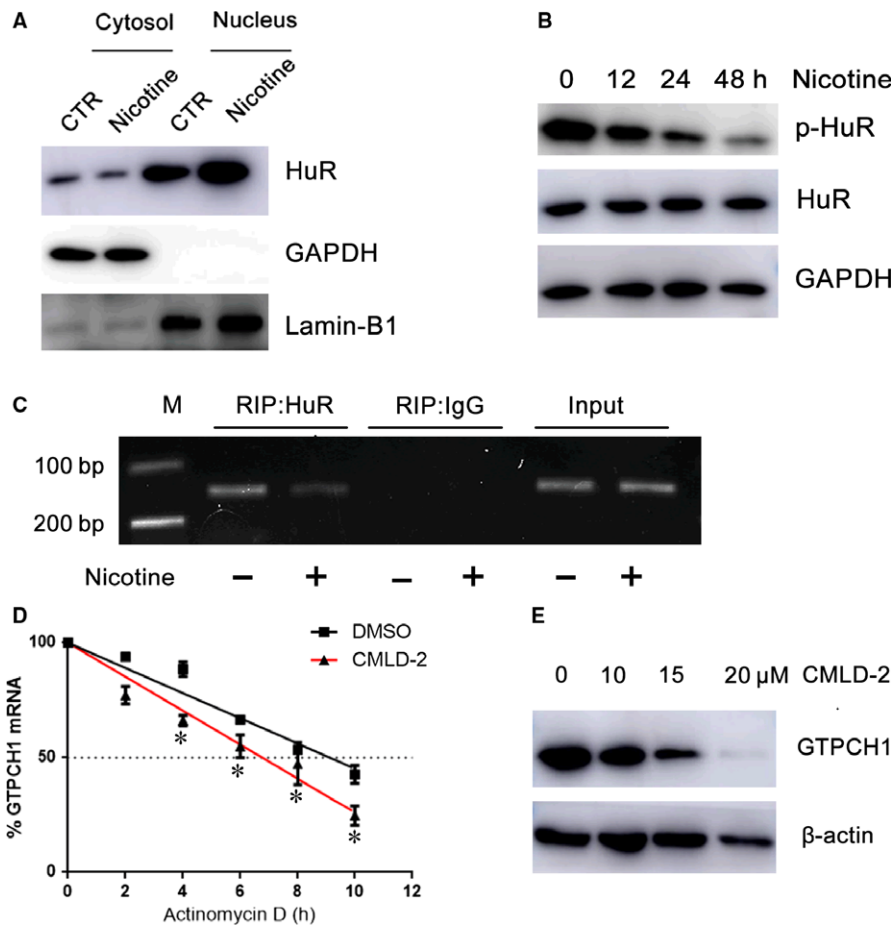 A
Cytosol Nucleus
CTR Nicotine CTR Nicotine
HuR
GAPDH
Lamin-B1
B
0 12 24 48 h Nicotine
p-HuR
HuR
GAPDH
C
M RIP:HuR RIP:IgG Input
100 bp
200 bp
Nicotine − + − + − +
D
DMSO
CMLD-2
% GTPCH1 mRNA
100
50
0
* * * *
0 2 4 6 8 10 12
Actinomycin D (h)
E
0 10 15 20 µM CMLD-2
GTPCH1
β-actin